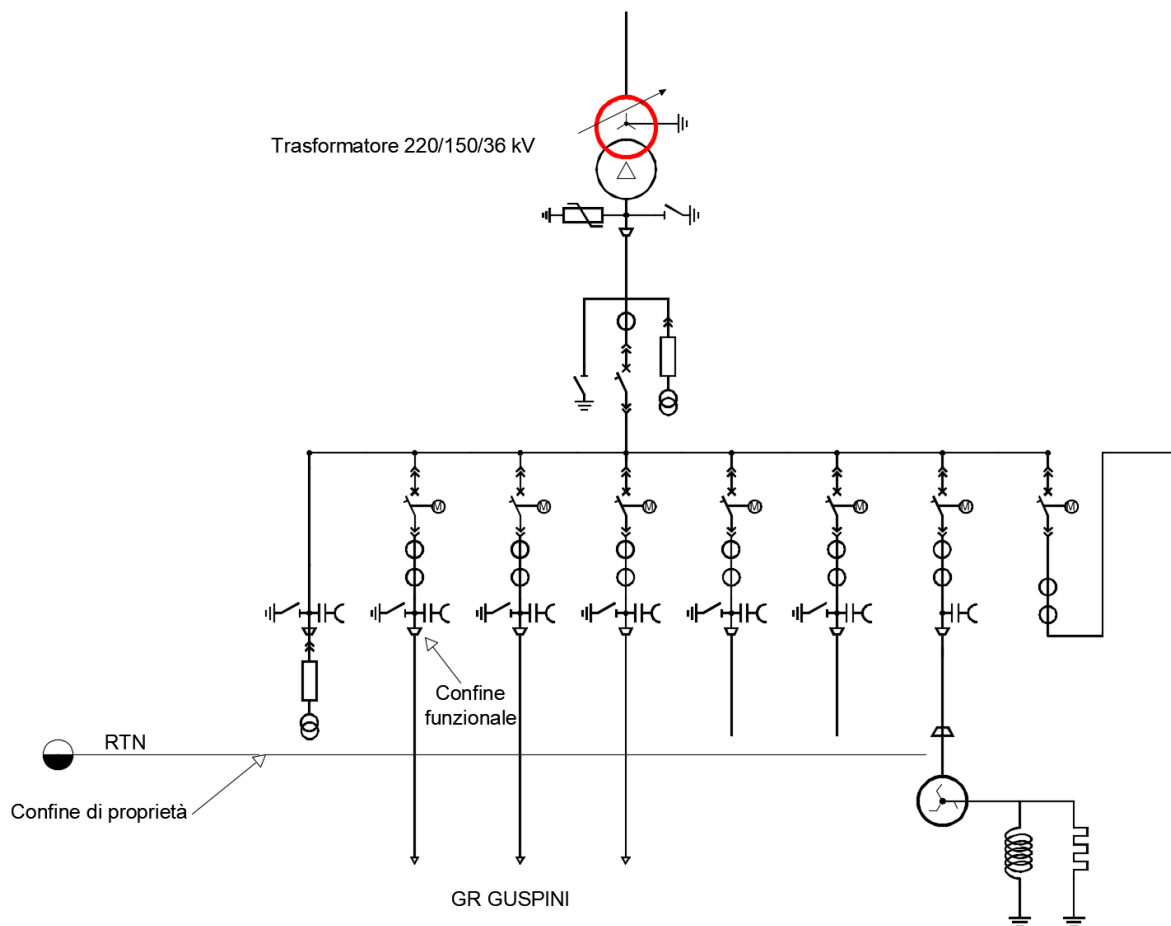 Trasformatore 220/150/36 kV
M
M
M
M
M
M
M
Confine
funzionale
RTN
Confine di proprietà
GR GUSPINI